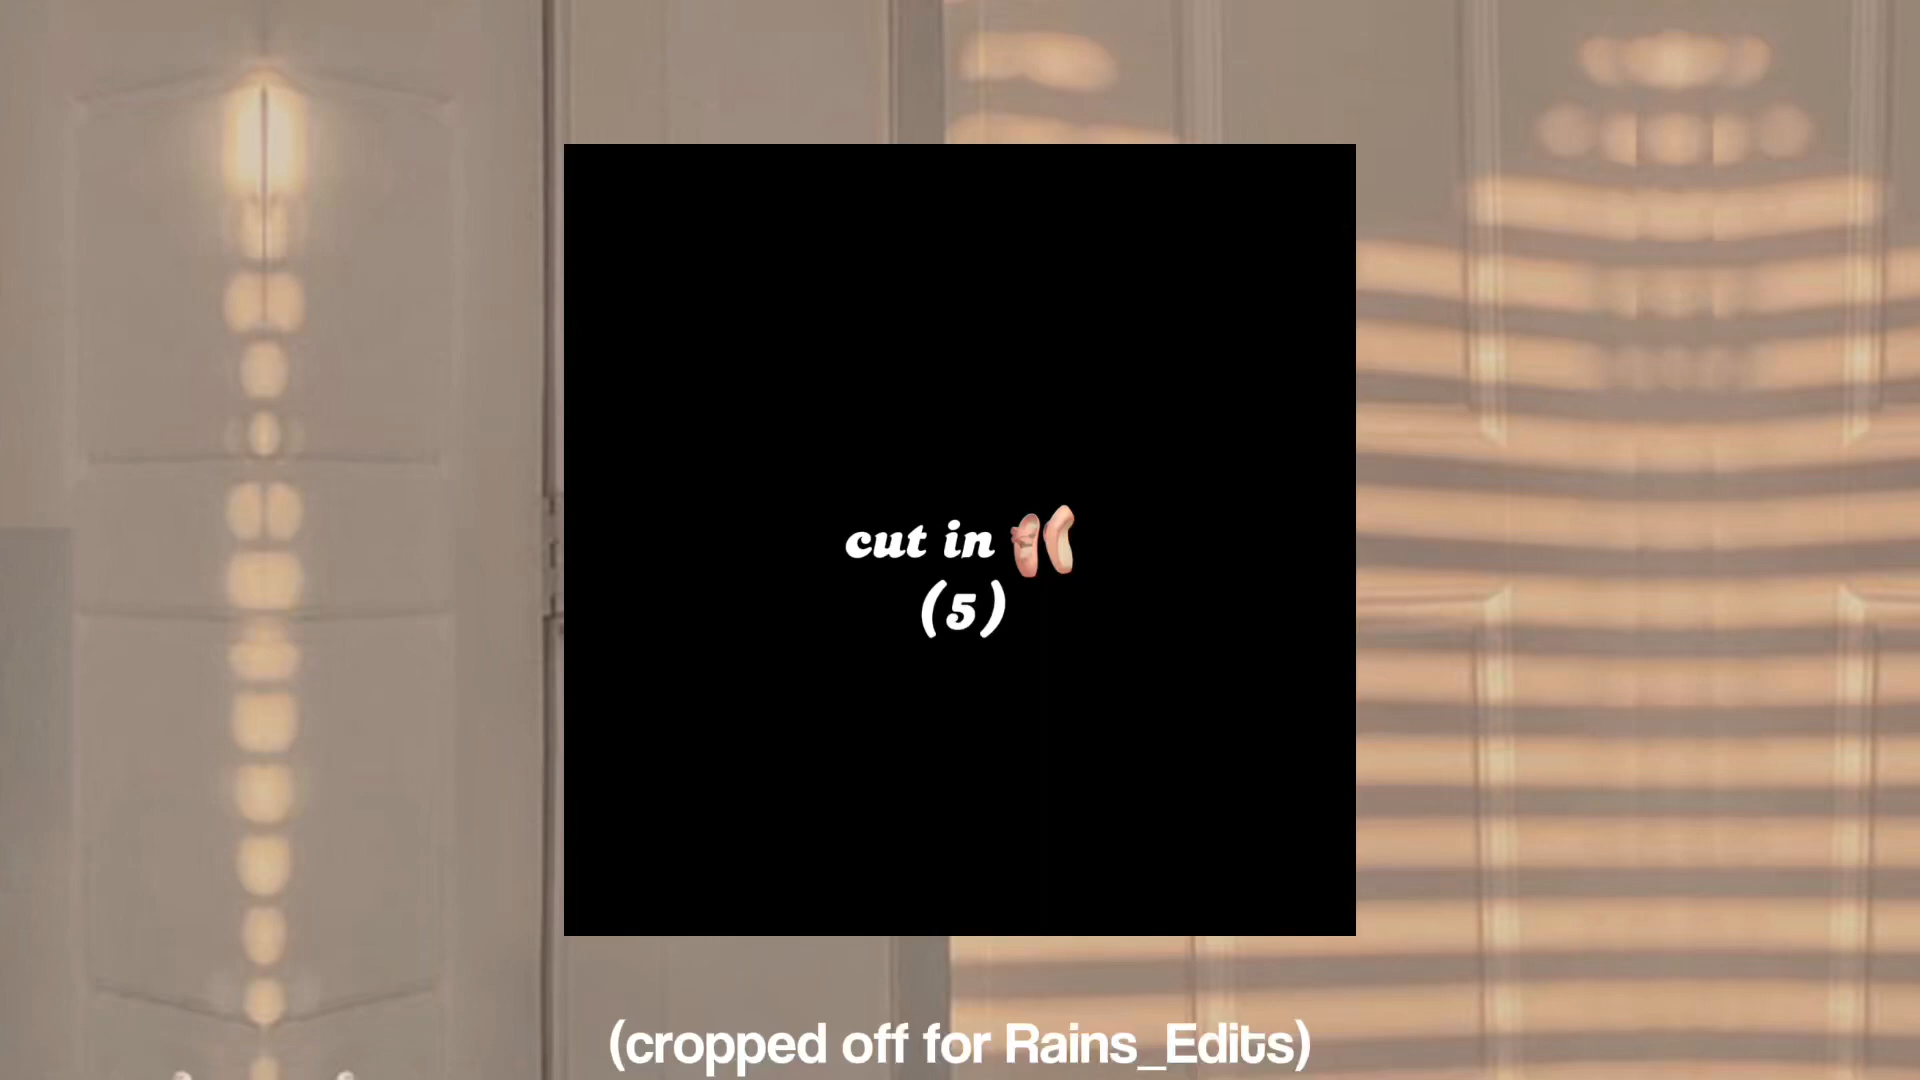 cut in 🩰
(5)
(cropped off for Rains_Edits)